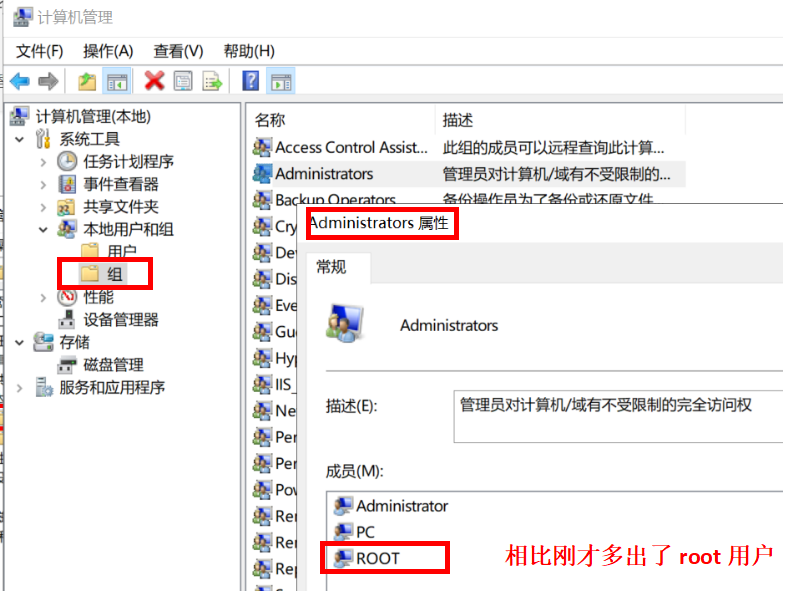 计算机管理
文件(F) 操作(A) 查看(V) 帮助(H)
计算机管理(本地)
系统工具
任务计划程序
事件查看器
共享文件夹
本地用户和组
用户
组
性能
设备管理器
存储
磁盘管理
服务和应用程序
名称 描述
Access Control Assist... 此组的成员可以远程查询此计算...
Administrators 管理员对计算机/域有不受限制的...
Backup Operators 备份操作员为了备份或还原文件
Cry
Dev
Dis
Eve
Gu
Hyp
IIS_
Ne
Per
Per
Pov
Rer
Rer
Rep
Administrators 属性
常规
Administrators
描述(E):
管理员对计算机/域有不受限制的完全访问权
成员(M):
Administrator
PC
ROOT
相比刚才多出了 root 用户